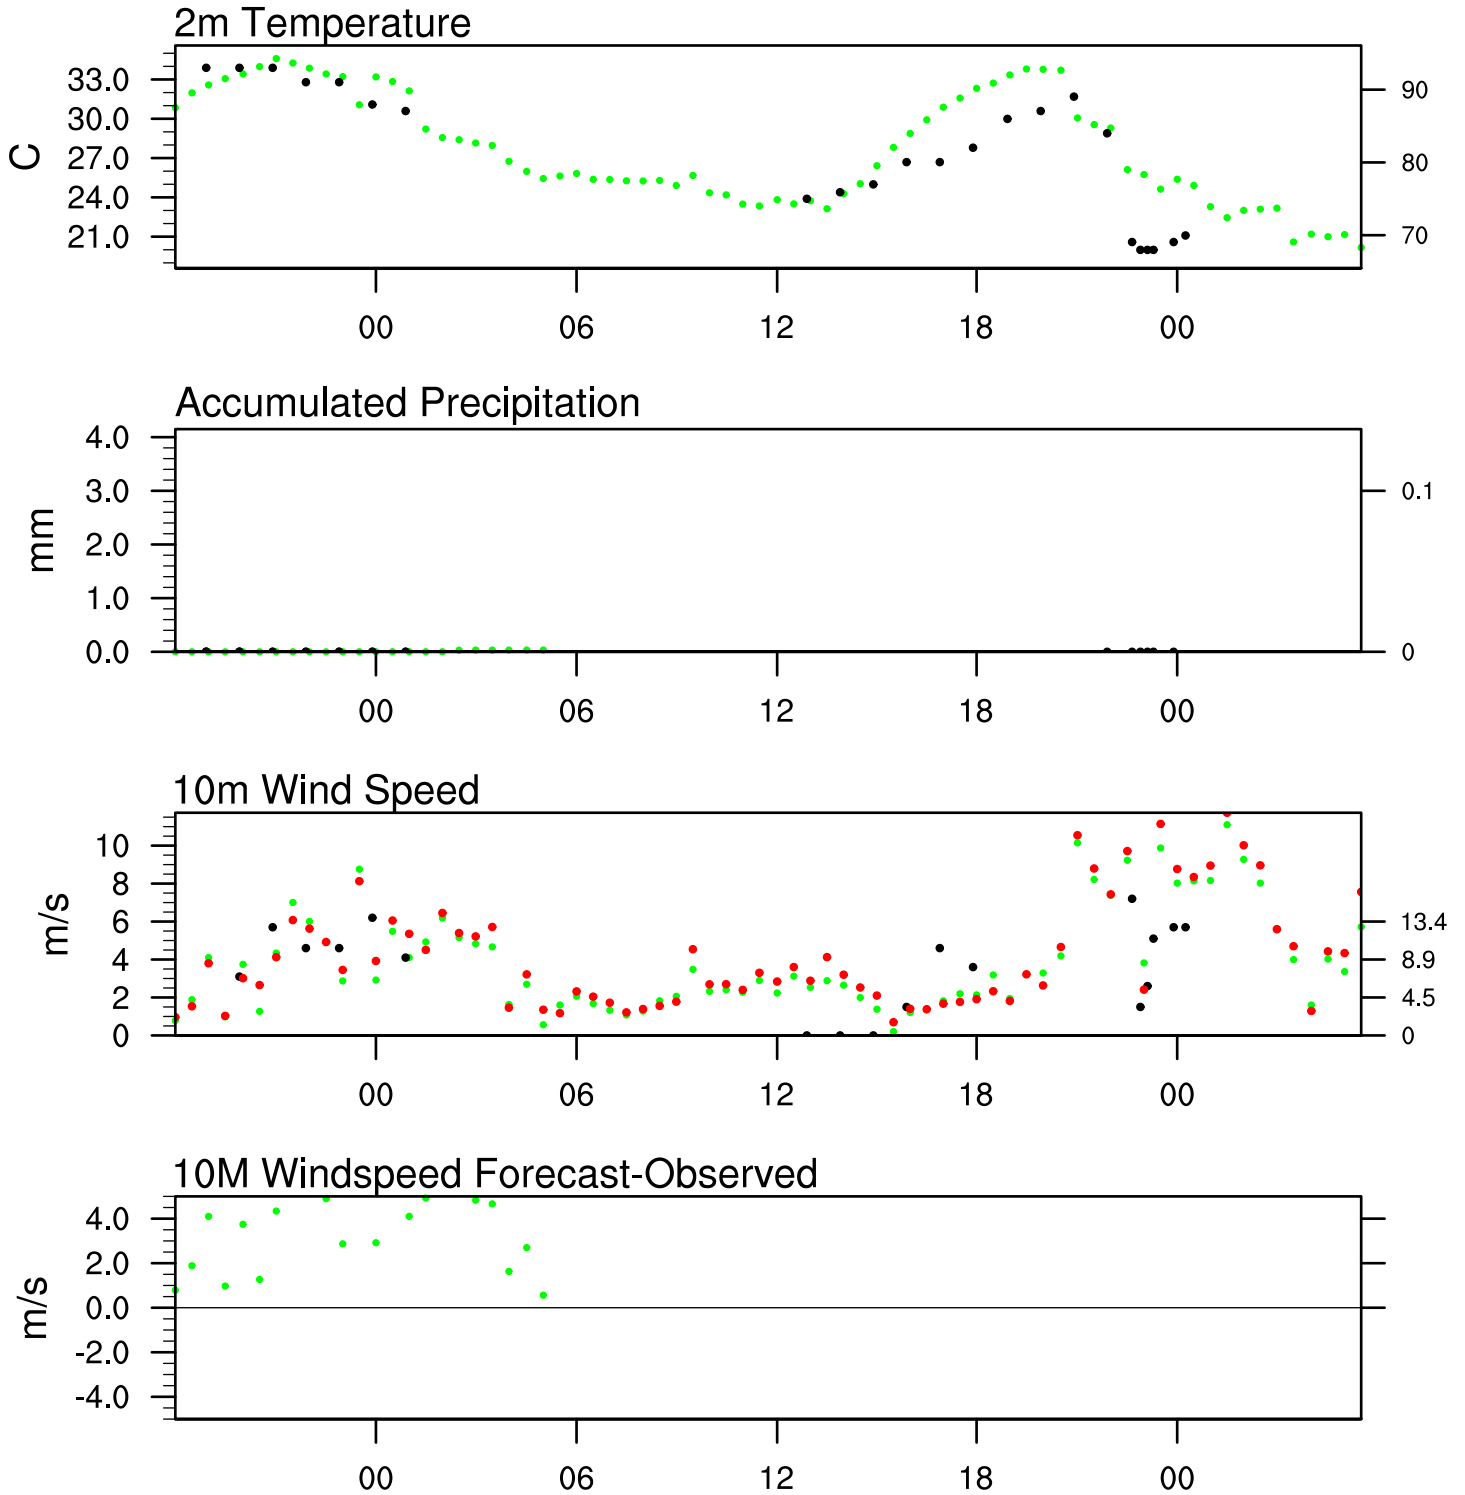 2m Temperature
C
33.0
30.0
27.0
24.0
21.0
90
80
70
00 06 12 18 00
Accumulated Precipitation
mm
4.0
3.0
2.0
1.0
0.0
0.1
0
00 06 12 18 00
10m Wind Speed
m/s
10
8
6
4
2
0
13.4
8.9
4.5
0
00 06 12 18 00
10M Windspeed Forecast-Observed
m/s
4.0
2.0
0.0
-2.0
-4.0
00 06 12 18 00